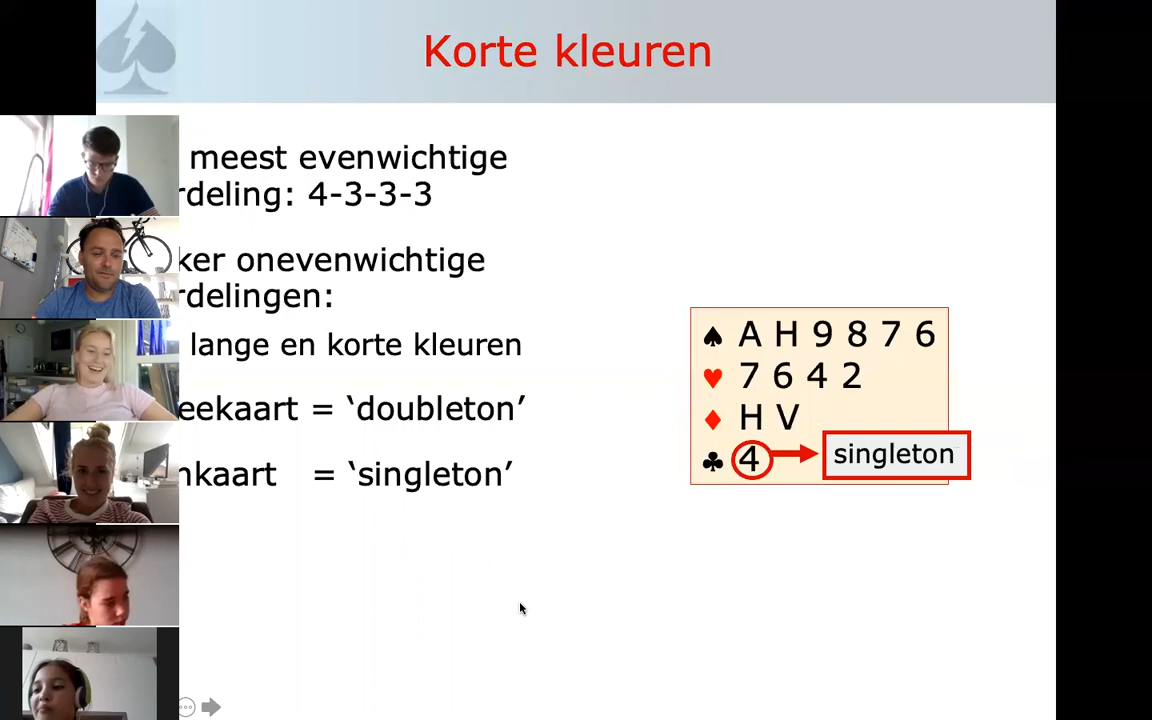 Korte kleuren
meest evenwichtige
rdeling: 4-3-3-3
ker onevenwichtige
rdelingen:
lange en korte kleuren
eekaart = ‘doubleton’
nkaart = ‘singleton’
♠ A H 9 8 7 6
♥ 7 6 4 2
♦ H V
♣ 4 singleton